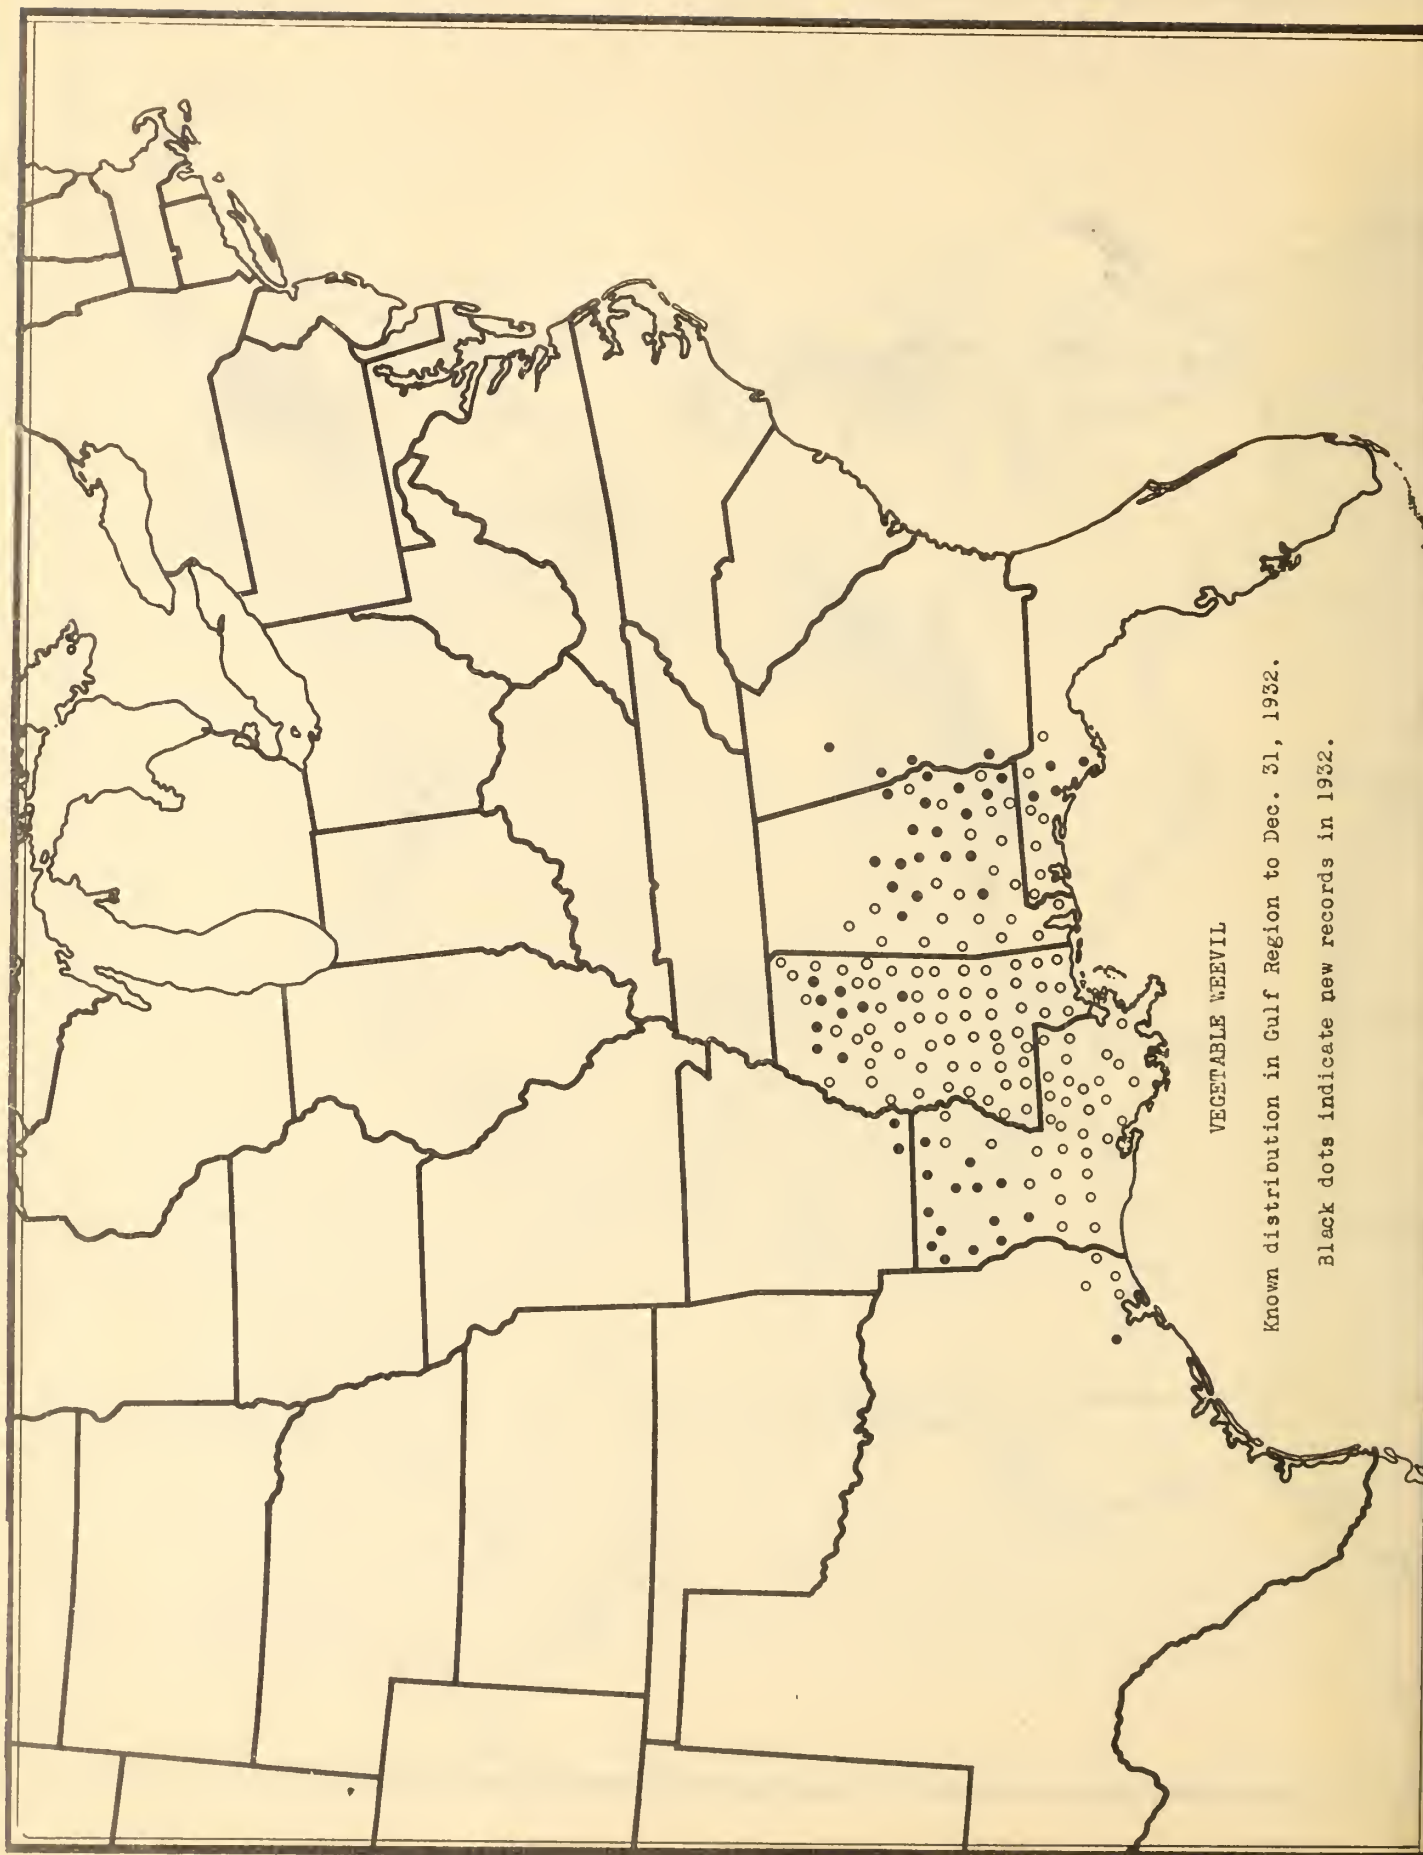 VEGETABLE WEEVIL
Known distribution in Gulf Region to Dec. 31, 1932.
Black dots indicate new records in 1932.